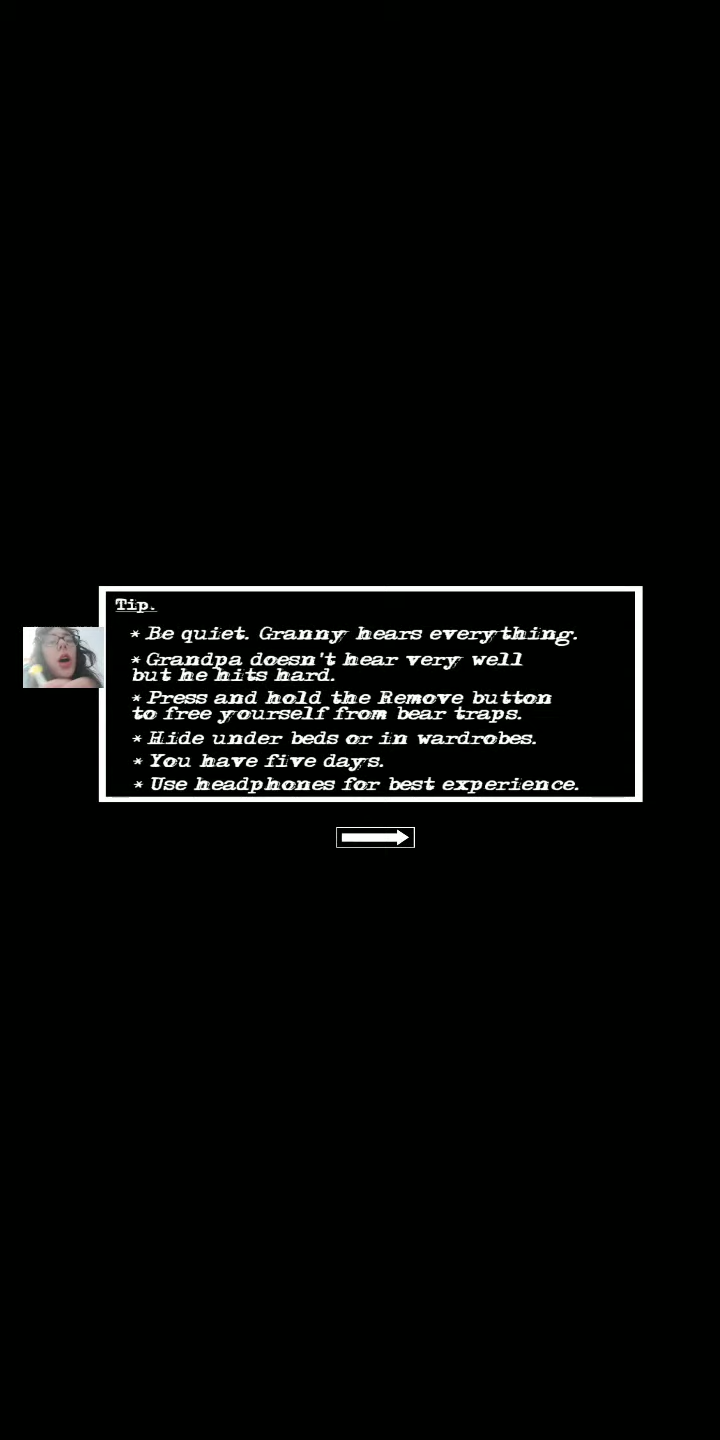 Tip.
* Be quiet. Granny hears everything.
* Grandpa doesn't hear very well
but he hits hard.
* Press and hold the Remove button
to free yourself from bear traps.
* Hide under beds or in wardrobes.
* You have five days.
* Use headphones for best experience.